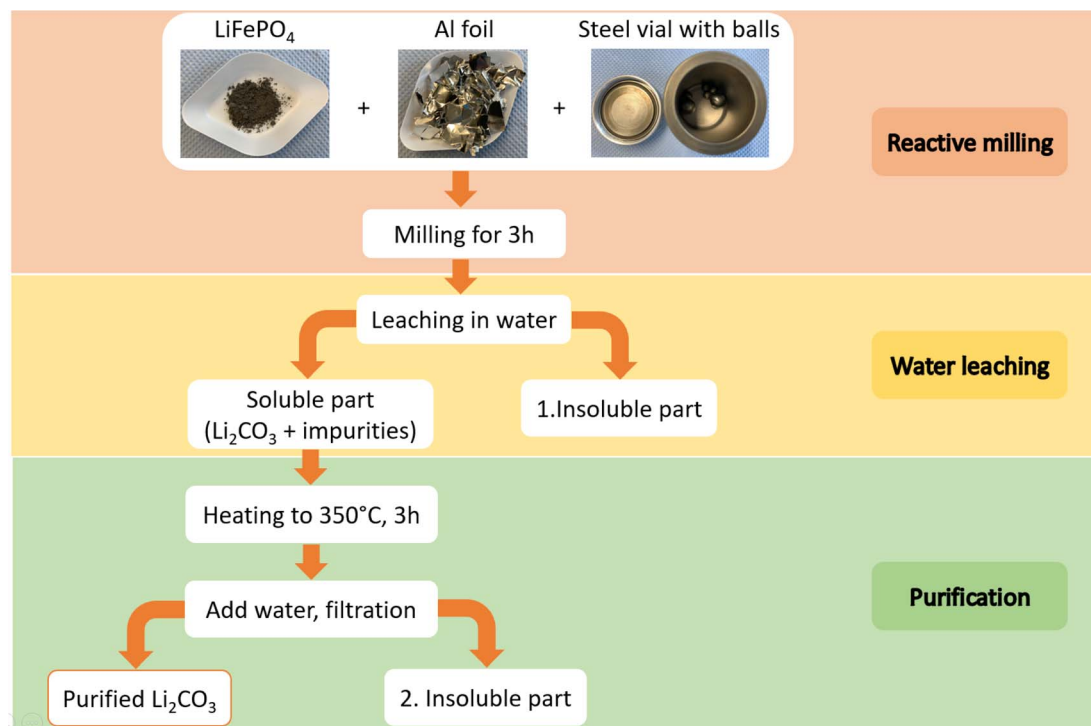 LiFePO₄
Al foil
Steel vial with balls
+
+
Reactive milling
Milling for 3h
Leaching in water
Water leaching
Soluble part
(Li₂CO₃ + impurities)
1.Insoluble part
Heating to 350°C, 3h
Add water, filtration
Purification
Purified Li₂CO₃
2. Insoluble part